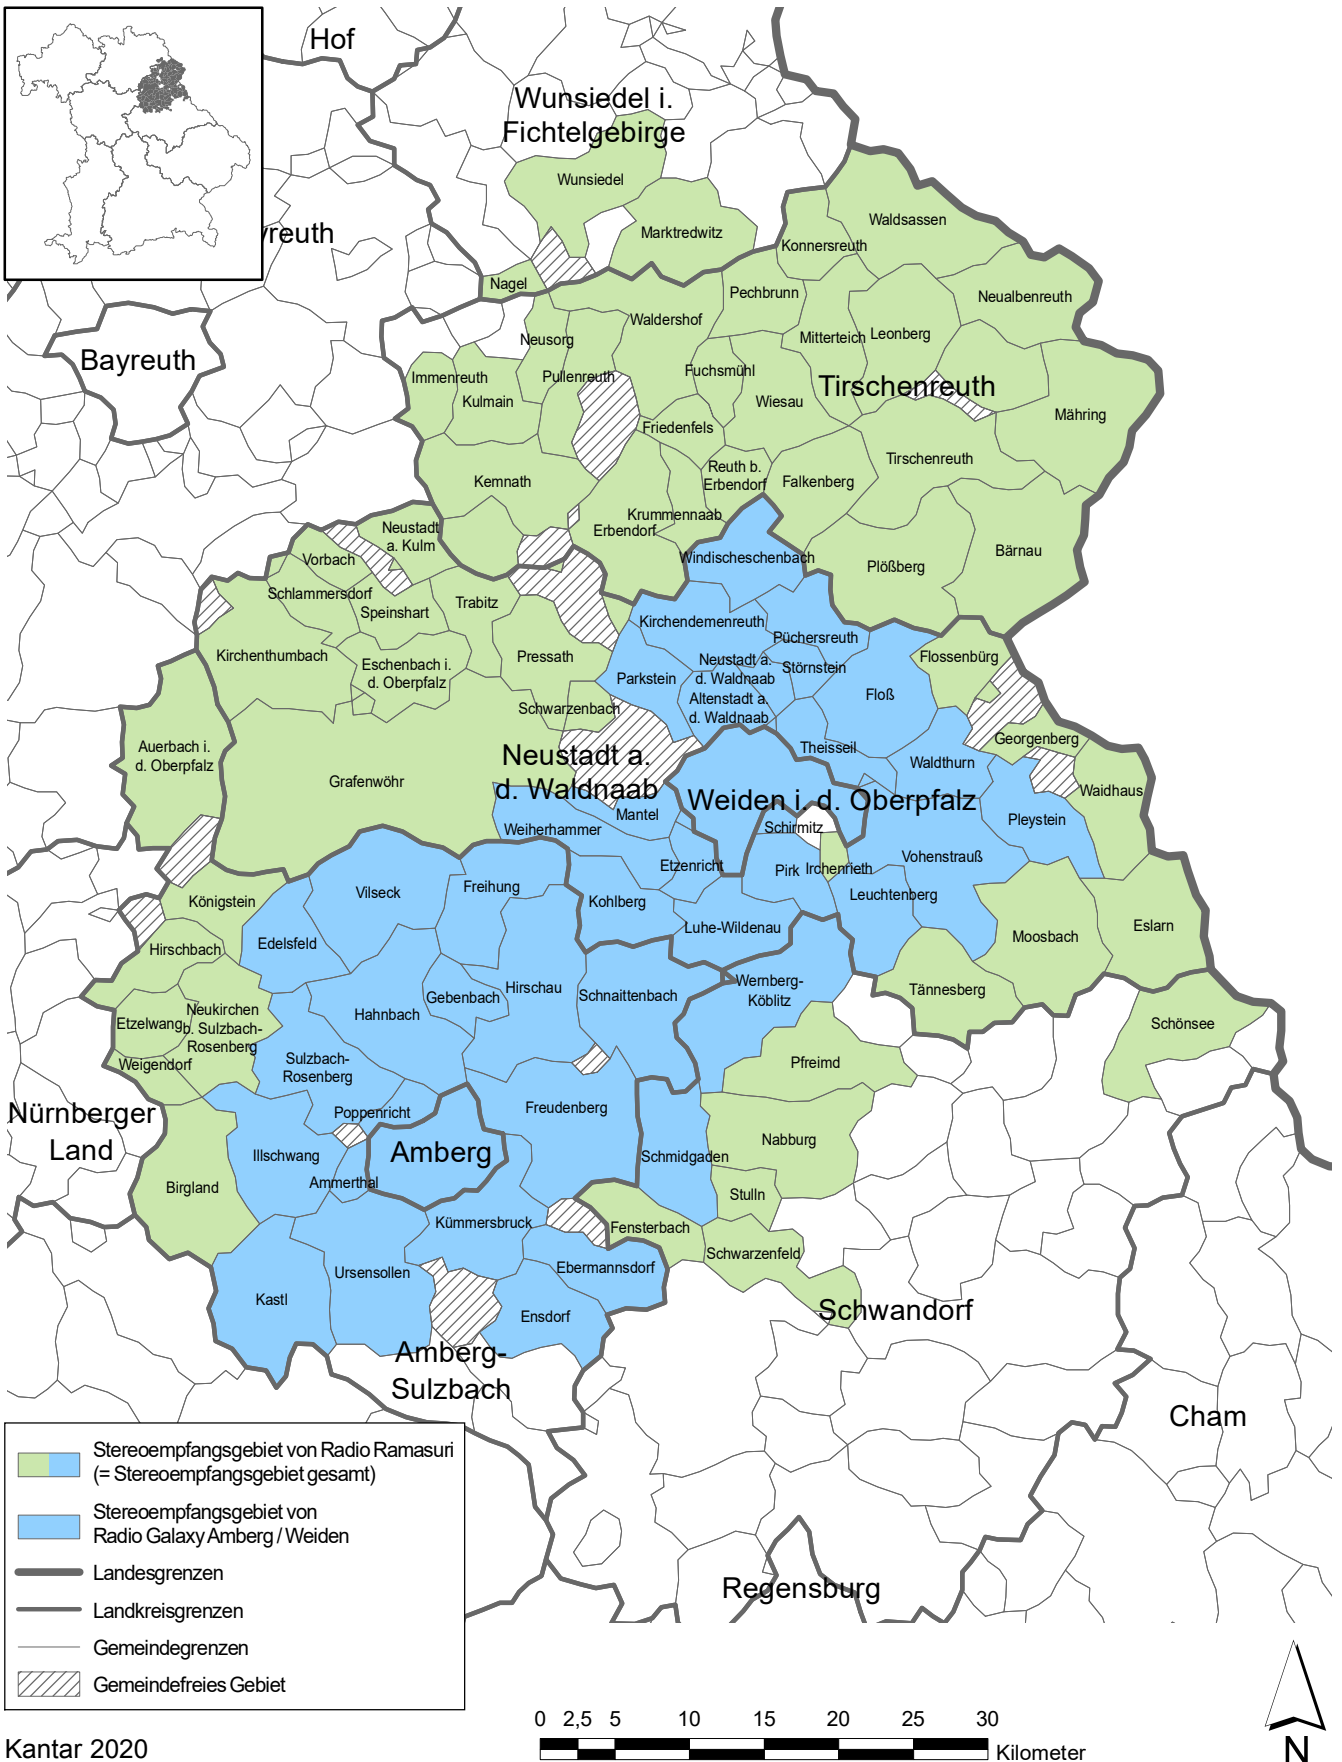 Hof
Wunsiedel i.
Fichtelgebirge
Wunsiedel
Waldsassen
Marktredwitz
yreuth
Konnersreuth
Nagel
Pechbrunn
Neualbenreuth
Waldershof
Neusorg
Mitterteich
Leonberg
Bayreuth
Immenreuth
Pullenreuth
Fuchsmühl
Tirschenreuth
Kulmain
Wiesau
Mähring
Friedenfels
Tirschenreuth
Reuth b.
Erbendorf
Kemnath
Falkenberg
Krummennaab
Neustadt
a. Kulm
Erbendorf
Bärnau
Vorbach
Windischeschenbach
Plößberg
Schlammersdorf
Speinshart
Trabitz
Kirchendemenreuth
Püchersreuth
Kirchenthumbach
Eschenbach i.
d. Oberpfalz
Pressath
Neustadt a.
d. Waldnaab
Störnstein
Flossenbürg
Parkstein
Floß
Altenstadt a.
d. Waldnaab
Schwarzenbach
Auerbach i.
d. Oberpfalz
Theisseil
Georgenberg
Neustadt a.
d. Waldnaab
Waldthurn
Grafenwöhr
Waidhaus
Weiden i. d. Oberpfalz
Mantel
Pleystein
Weiherhammer
Schirmitz
Vohenstrauß
Etzenricht
Pirk
Irchenrieth
Vilseck
Freihung
Leuchtenberg
Königstein
Kohlberg
Eslarn
Luhe-Wildenau
Moosbach
Edelsfeld
Hirschbach
Wernberg-
Köblitz
Hirschau
Gebenbach
Schnaittenbach
Tännesberg
Neukirchen
b. Sulzbach-
Rosenberg
Etzelwang
Hahnbach
Schönsee
Weigendorf
Sulzbach-
Rosenberg
Pfreimd
Nürnberger
Land
Poppenricht
Freudenberg
Nabburg
Amberg
Illschwang
Schmidgaden
Birgland
Ammerthal
Stulln
Kümmersbruck
Fensterbach
Schwarzenfeld
Ursensollen
Ebermannsdorf
Kastl
Ensdorf
Schwandorf
Amberg-
Sulzbach
Cham
Regensburg
Stereoempfangsgebiet von Radio Ramasuri
(= Stereoempfangsgebiet gesamt)
Stereoempfangsgebiet von
Radio Galaxy Amberg / Weiden
Landesgrenzen
Landkreisgrenzen
Gemeindegrenzen
Gemeindefreies Gebiet
0 2,5 5 10 15 20 25 30
Kilometer
N
Kantar 2020